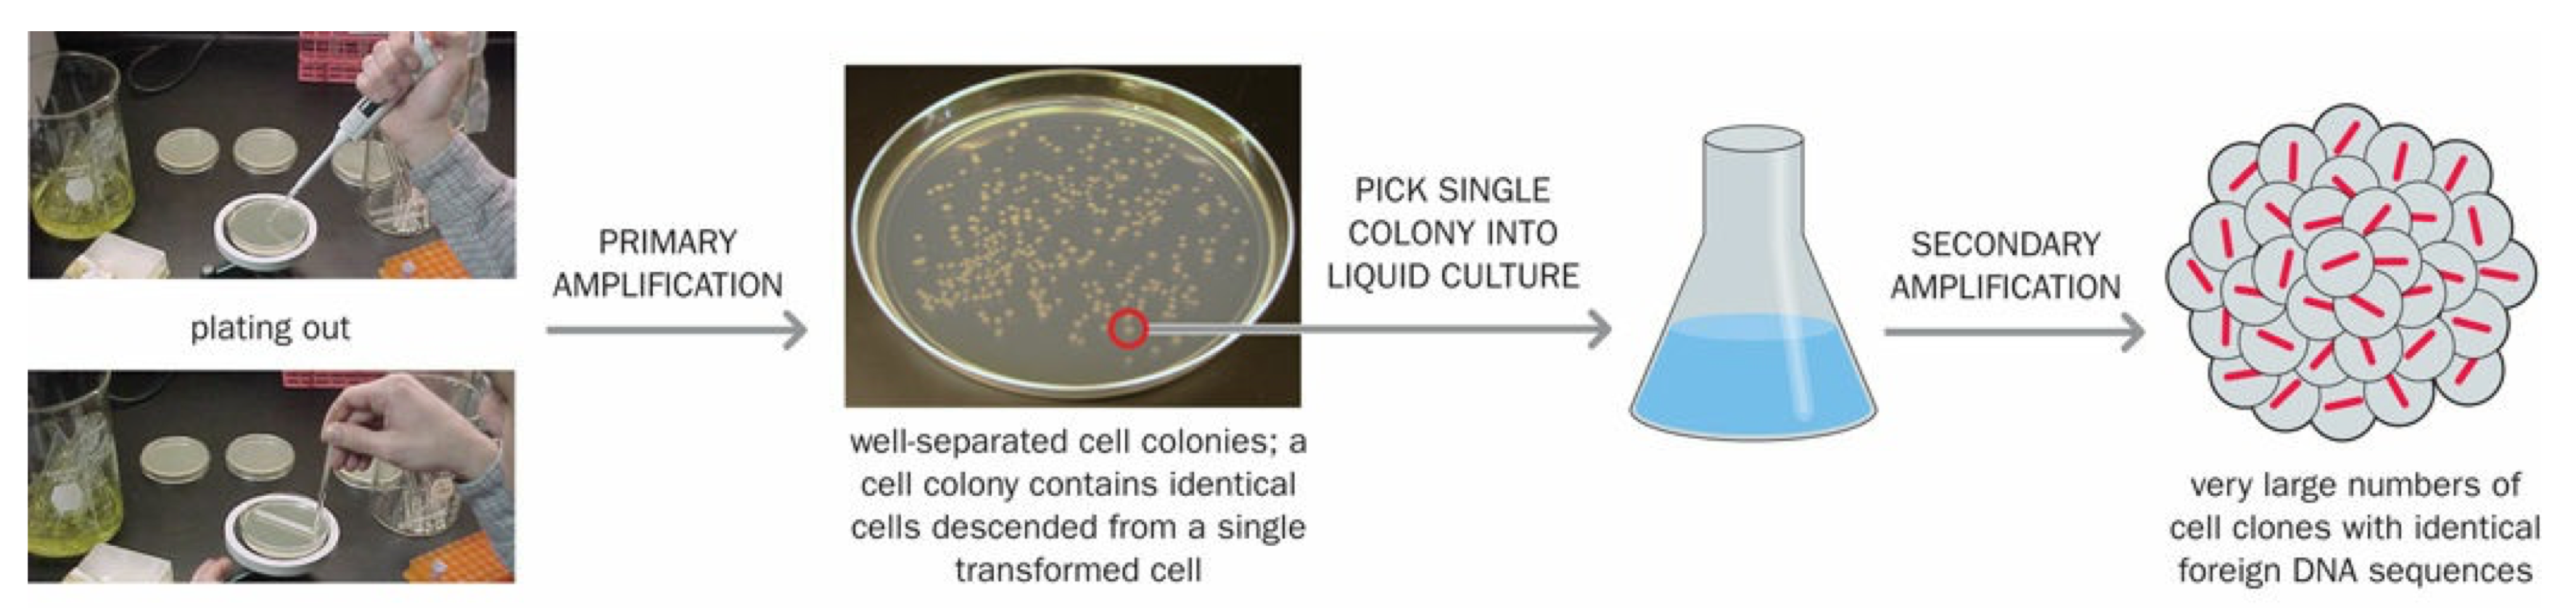 plating out
PRIMARY
AMPLIFICATION
well-separated cell colonies; a
cell colony contains identical
cells descended from a single
transformed cell
PICK SINGLE
COLONY INTO
LIQUID CULTURE
SECONDARY
AMPLIFICATION
very large numbers of
cell clones with identical
foreign DNA sequences